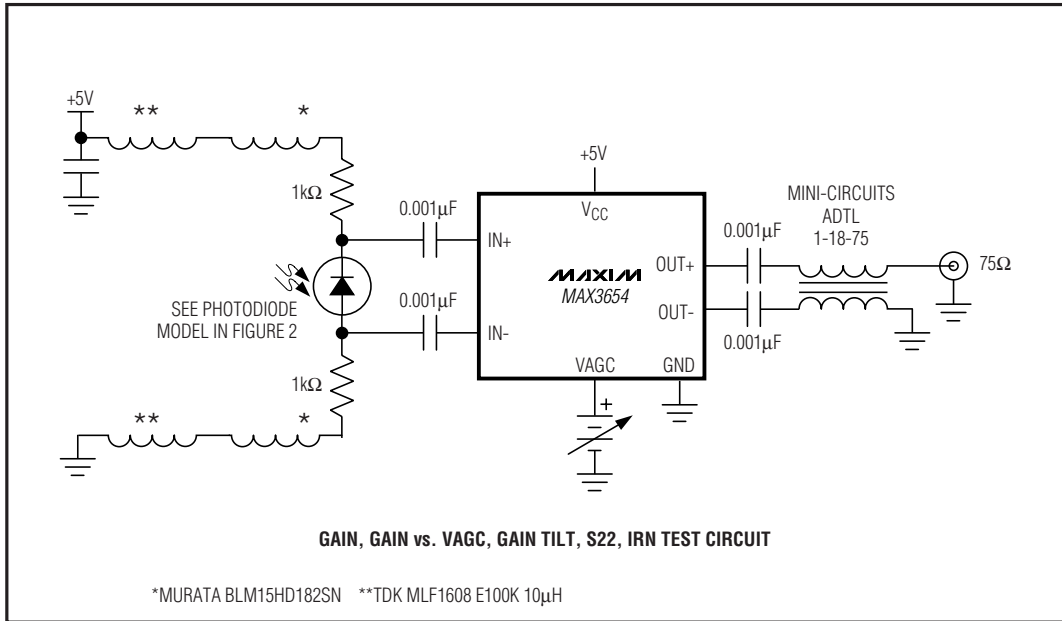 +5V
**
*
1kΩ
0.001µF
IN+
+5V
VCC
MAXIM
MAX3654
OUT+
OUT-
0.001µF
MINI-CIRCUITS
ADTL
1-18-75
75Ω
SEE PHOTODIODE
MODEL IN FIGURE 2
0.001µF
IN-
0.001µF
VAGC
GND
1kΩ
**
*
+
GAIN, GAIN vs. VAGC, GAIN TILT, S22, IRN TEST CIRCUIT
*MURATA BLM15HD182SN **TDK MLF1608 E100K 10µH